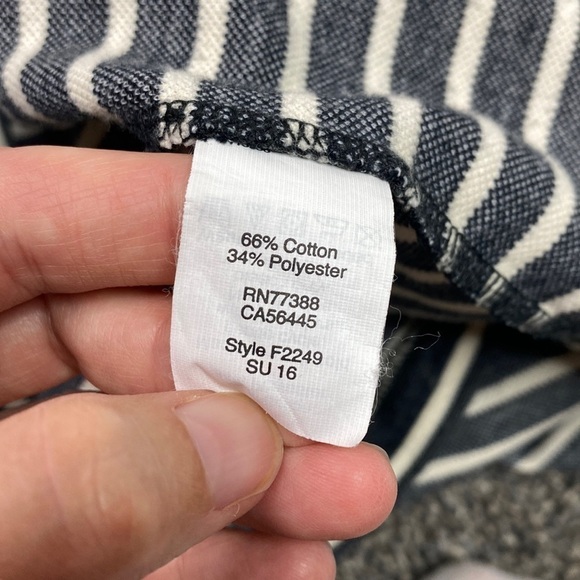 66% Cotton
34% Polyester
RN77388
CA56445
Style F2249
SU 16